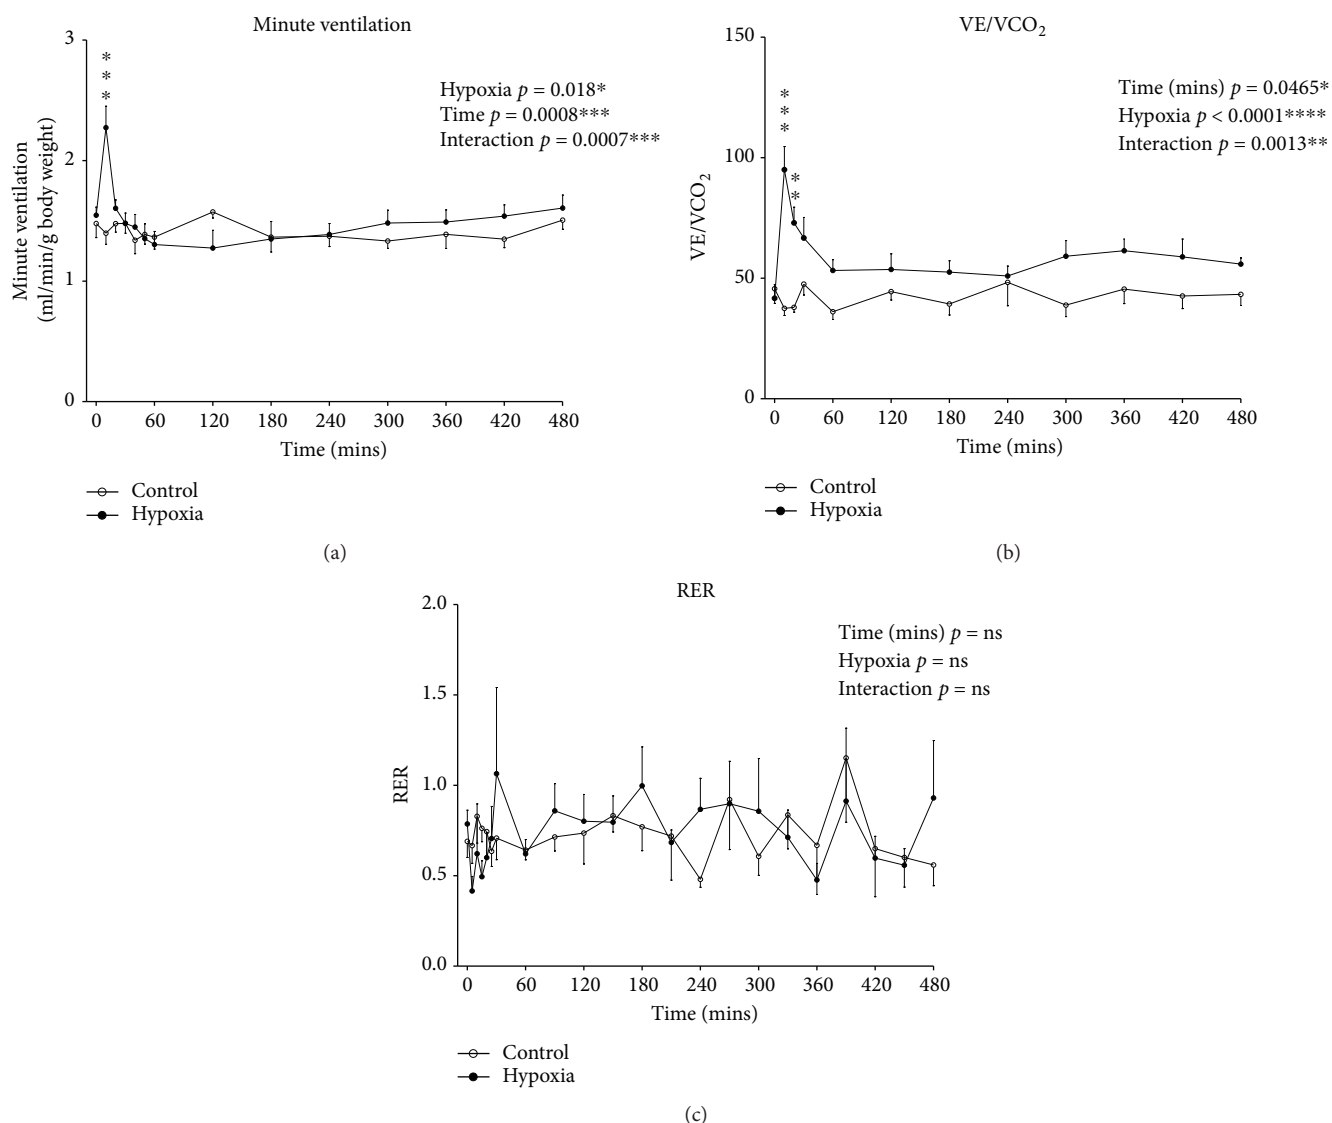 Minute ventilation
3
2
1
0
Minute ventilation
(ml/min/g body weight)
***
Hypoxia p = 0.018*
Time p = 0.0008***
Interaction p = 0.0007***
0 60 120 180 240 300 360 420 480
Time (mins)
Control
Hypoxia
(a)
VE/VCO2
150
100
50
0
VE/VCO2
***
**
Time (mins) p = 0.0465*
Hypoxia p < 0.0001****
Interaction p = 0.0013**
0 60 120 180 240 300 360 420 480
Time (mins)
Control
Hypoxia
(b)
RER
2.0
1.5
1.0
0.5
0.0
RER
Time (mins) p = ns
Hypoxia p = ns
Interaction p = ns
0 60 120 180 240 300 360 420 480
Time (mins)
Control
Hypoxia
(c)